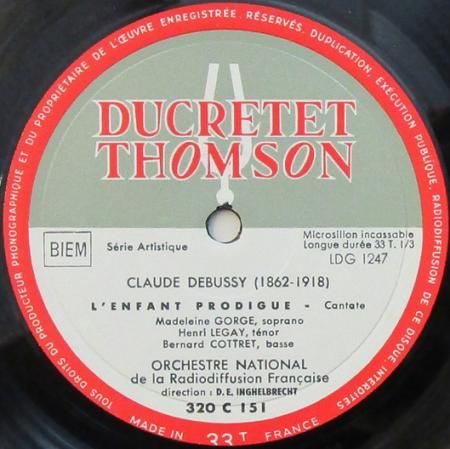 TOUS DROITS DU PRODUCTEUR PHONOGRAPHIQUE ET DU PROPRIETAIRE DE L'ŒUVRE ENREGISTRÉE, RÉSERVÉS, DUPLICATION, EXÉCUTION PUBLIQUE, RADIODIFFUSION DE CE DISQUE INTERDITES
DUCRETET
THOMSON
BIEM
Série Artistique
Microsillon incassable
Longue durée 33 T. 1/3
LDG 1247
CLAUDE DEBUSSY (1862-1918)
L'ENFANT PRODIGUE - Cantate
Madeleine GORGE, soprano
Henri LEGAY, ténor
Bernard COTTRET, basse
ORCHESTRE NATIONAL
de la Radiodiffusion Française
direction : D. E. INGHELBRECHT
320 C 151
MADE IN 33 T FRANCE